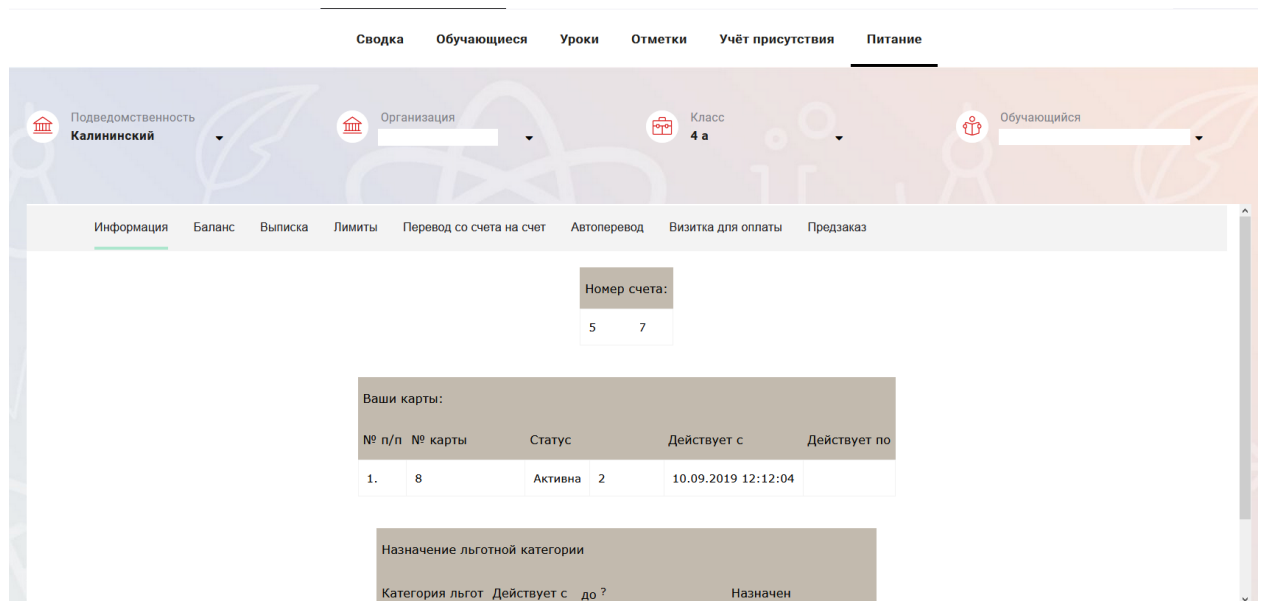 Сводка Обучающиеся Уроки Отметки Учёт присутствия Питание
Подведомственность Организация Класс Обучающийся
Калининский 4 а
Информация Баланс Выписка Лимиты Перевод со счета на счет Автоперевод Визитка для оплаты Предзаказ
Номер счета:
5 7
Ваши карты:
№ п/п № карты Статус Действует с Действует по
1. 8 Активна 2 10.09.2019 12:12:04
Назначение льготной категории
Категория льгот Действует с до ? Назначен